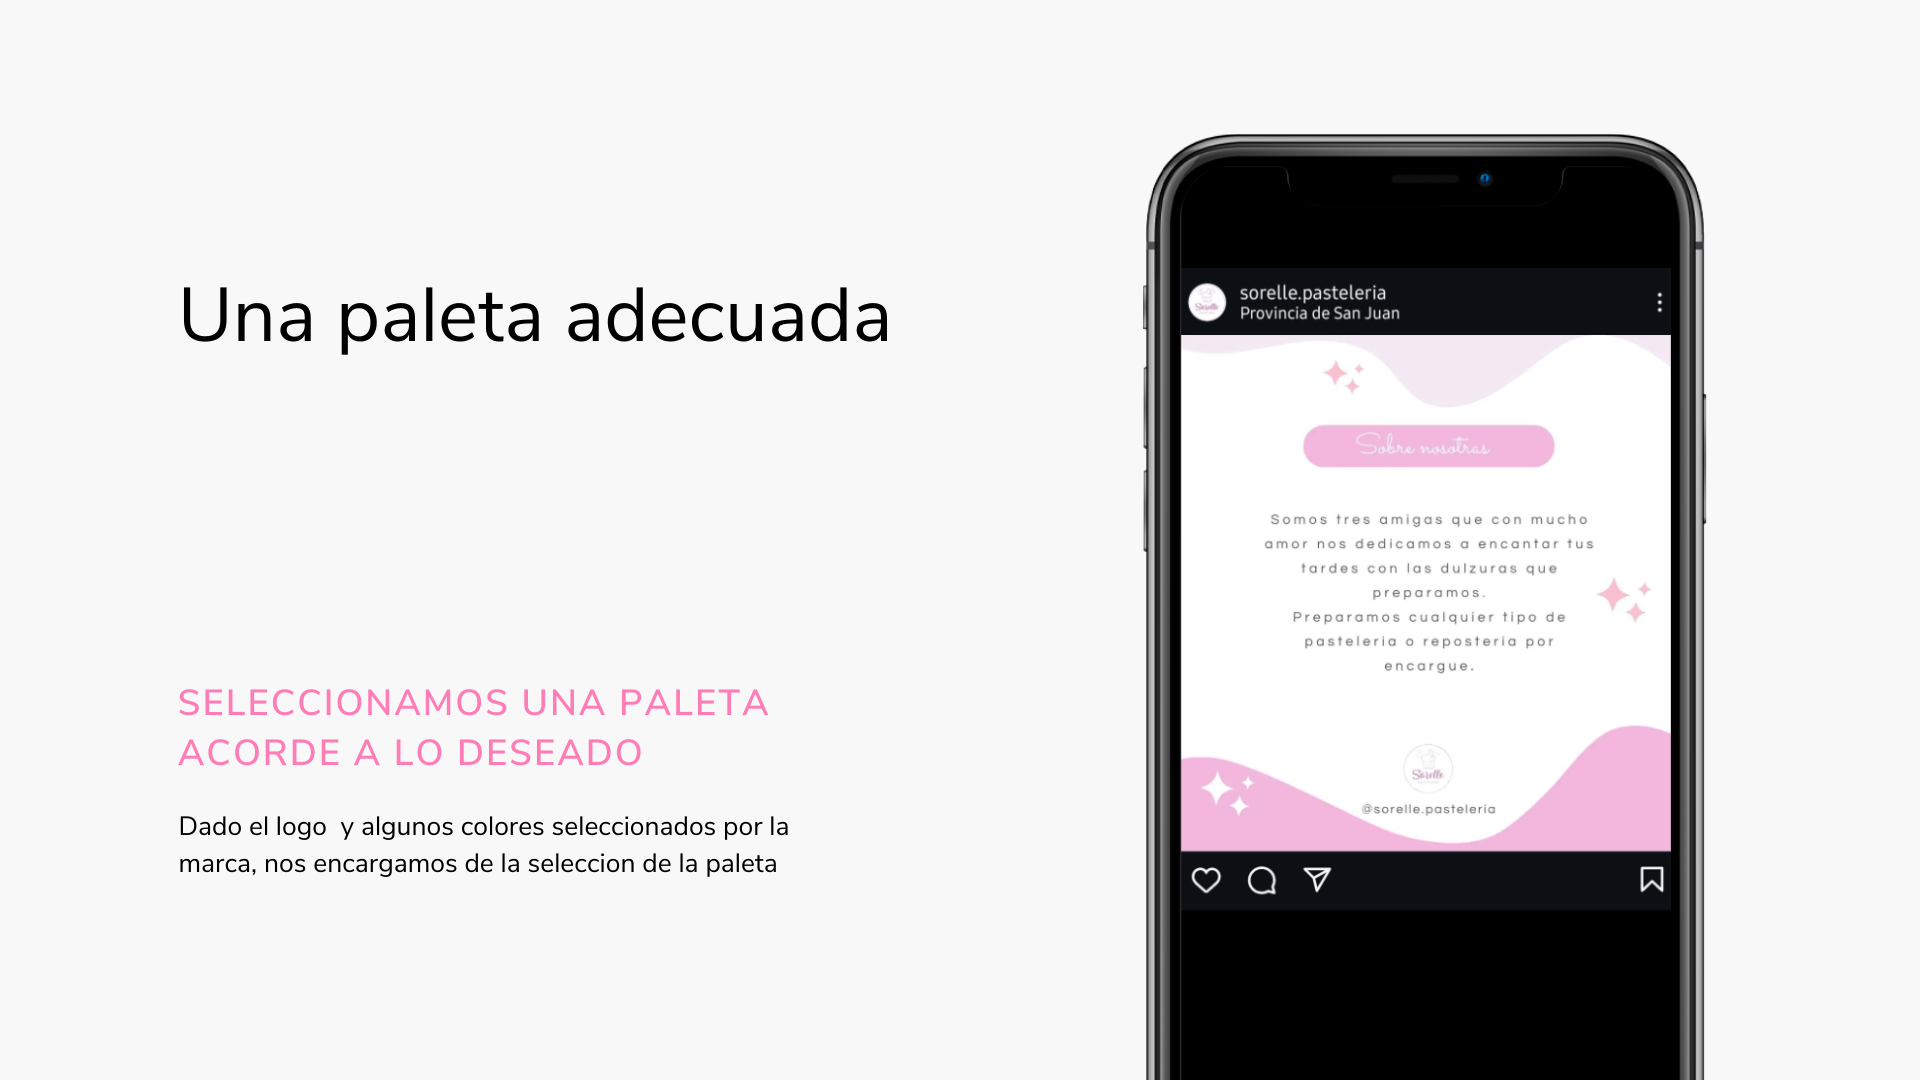 Una paleta adecuada
SELECCIONAMOS UNA PALETA
ACORDE A LO DESEADO
Dado el logo  y algunos colores seleccionados por la
marca, nos encargamos de la seleccion de la paleta
Sorelle
sorelle.pasteleria
Provincia de San Juan
Sobre nosotras
Somos tres amigas que con mucho
amor nos dedicamos a encantar tus
tardes con las dulzuras que
preparamos.
Preparamos cualquier tipo de
pasteleria o reposteria por
encargue.
Sorelle
@sorelle.pasteleria